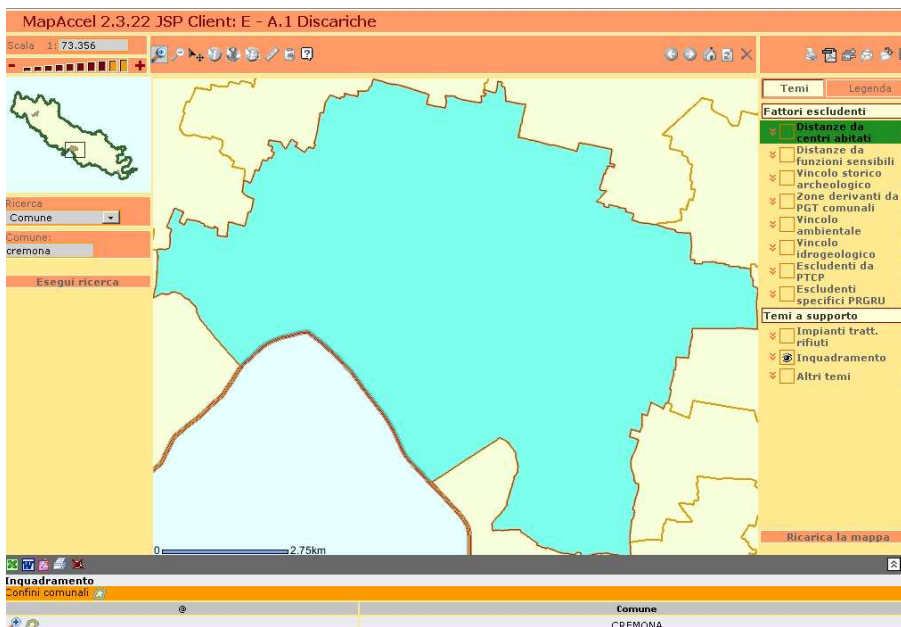 MapAccel 2.3.22 JSP Client: E - A.1 Discariche
Scala 1: 73.356
- +
Ricerca
Comune
Comune:
cremona
Esegui ricerca
0 2.75km
Temi Legenda
Fattori escludenti
Distanze da
centri abitati
Distanze da
funzioni sensibili
Vincolo storico
archeologico
Zone derivanti da
PGT comunali
Vincolo
ambientale
Vincolo
idrogeologico
Escludenti da
PTCP
Escludenti
specifici PRGRU
Temi a supporto
Impianti tratt.
rifiuti
Inquadramento
Altri temi
Ricarica la mappa
Inquadramento
Confini comunali
@ Comune
CREMONA